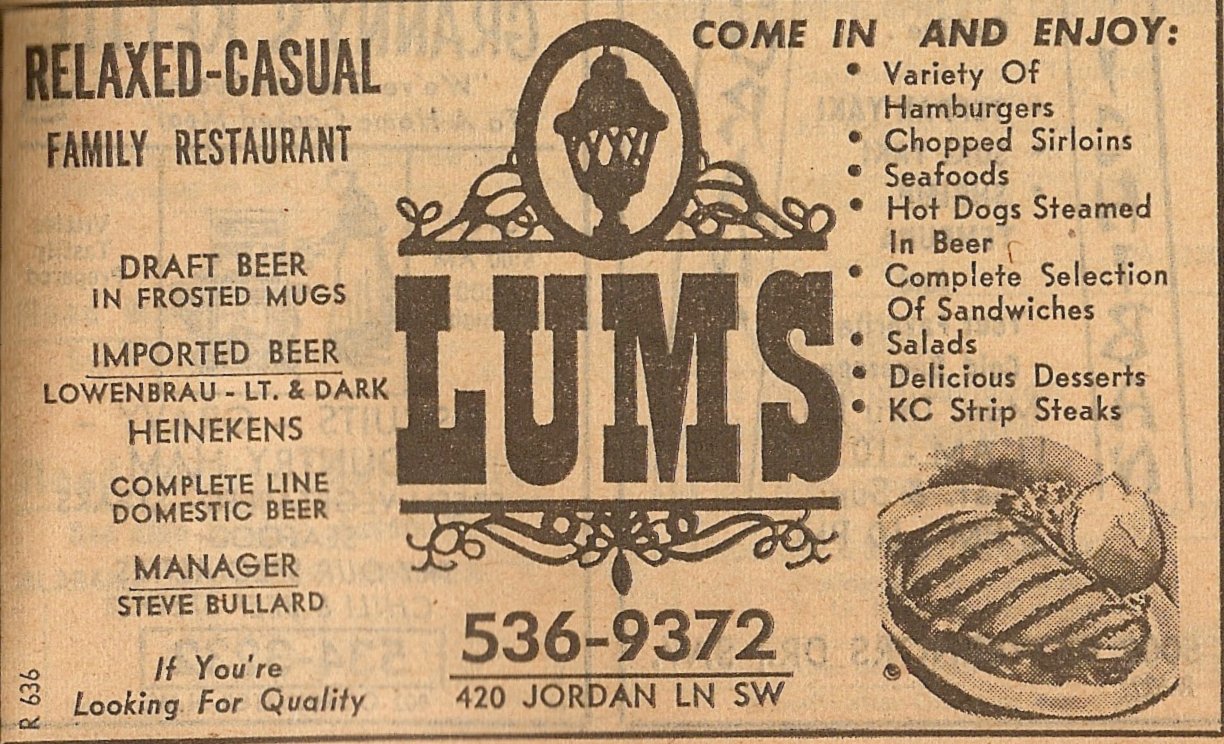 RELAXED-CASUAL
FAMILY RESTAURANT
DRAFT BEER
IN FROSTED MUGS
IMPORTED BEER
LOWENBRAU - LT. & DARK
HEINEKENS
COMPLETE LINE
DOMESTIC BEER
MANAGER
STEVE BULLARD
If You're
Looking For Quality
R 636
LUMS
536-9372
420 JORDAN LN SW
COME IN AND ENJOY:
• Variety Of
Hamburgers
• Chopped Sirloins
• Seafoods
• Hot Dogs Steamed
In Beer
• Complete Selection
Of Sandwiches
• Salads
• Delicious Desserts
• KC Strip Steaks
©